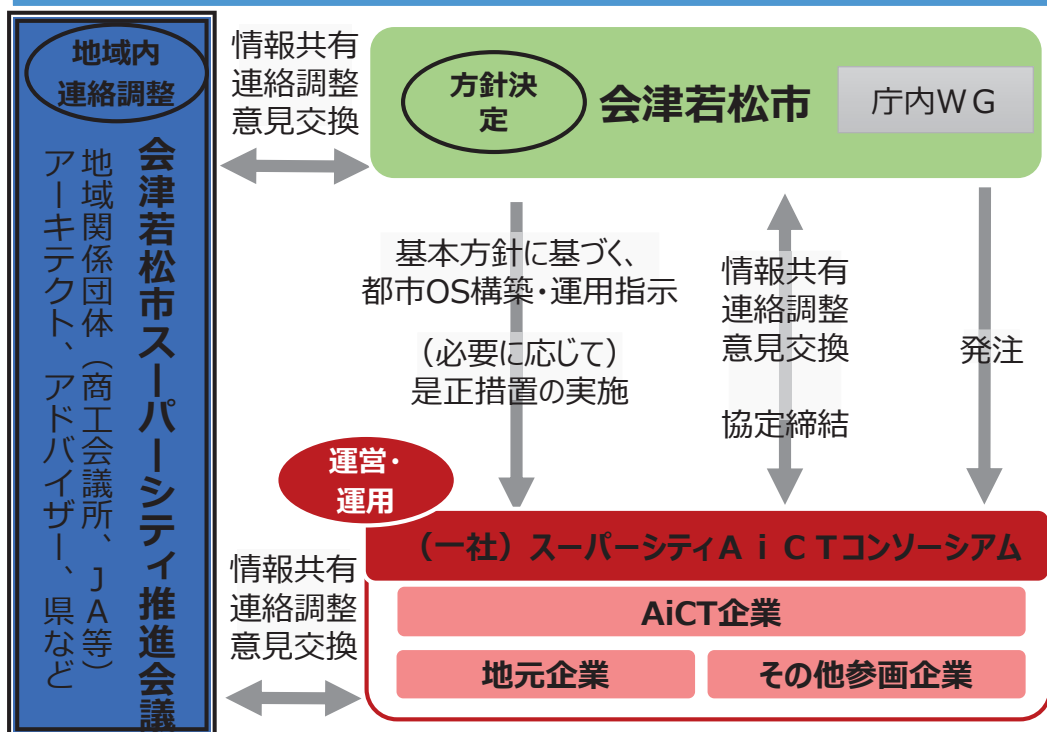 地域内
連絡調整
会津若松市スーパーシティ推進会議
地域関係団体（商工会議所、JA等）
アーキテクト、アドバイザー、県など
情報共有
連絡調整
意見交換
方針決
定
会津若松市
庁内WG
基本方針に基づく、
都市OS構築・運用指示
（必要に応じて）
是正措置の実施
情報共有
連絡調整
意見交換
協定締結
発注
運営・
運用
（一社）スーパーシティAiCTコンソーシアム
AiCT企業
地元企業
その他参画企業
情報共有
連絡調整
意見交換